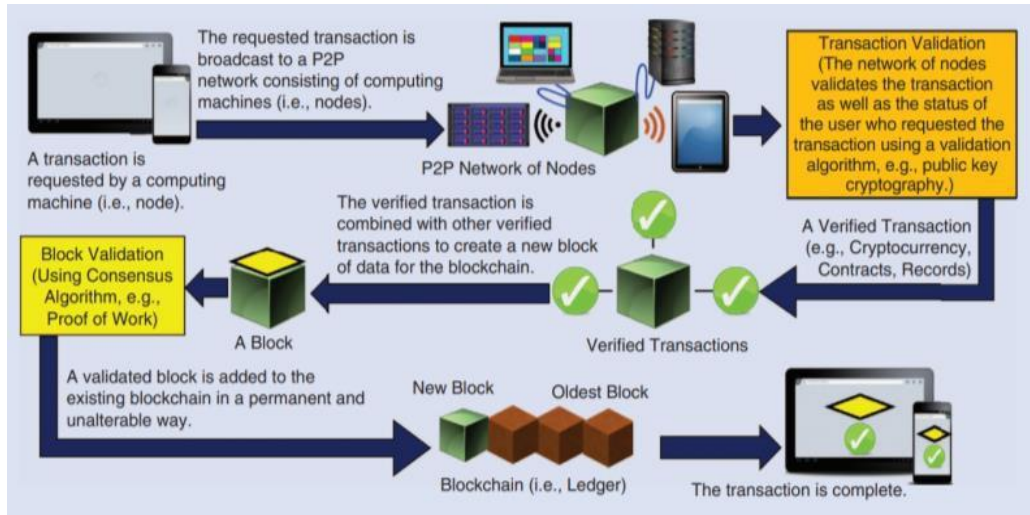 The requested transaction is
broadcast to a P2P
network consisting of computing
machines (i.e., nodes).
A transaction is
requested by a computing
machine (i.e., node).
P2P Network of Nodes
Transaction Validation
(The network of nodes
validates the transaction
as well as the status of
the user who requested the
transaction using a validation
algorithm, e.g., public key
cryptography.)
A Verified Transaction
(e.g., Cryptocurrency,
Contracts, Records)
Verified Transactions
The verified transaction is
combined with other verified
transactions to create a new block
of data for the blockchain.
A Block
Block Validation
(Using Consensus
Algorithm, e.g.,
Proof of Work)
A validated block is added to the
existing blockchain in a permanent and
unalterable way.
New Block
Oldest Block
Blockchain (i.e., Ledger)
The transaction is complete.